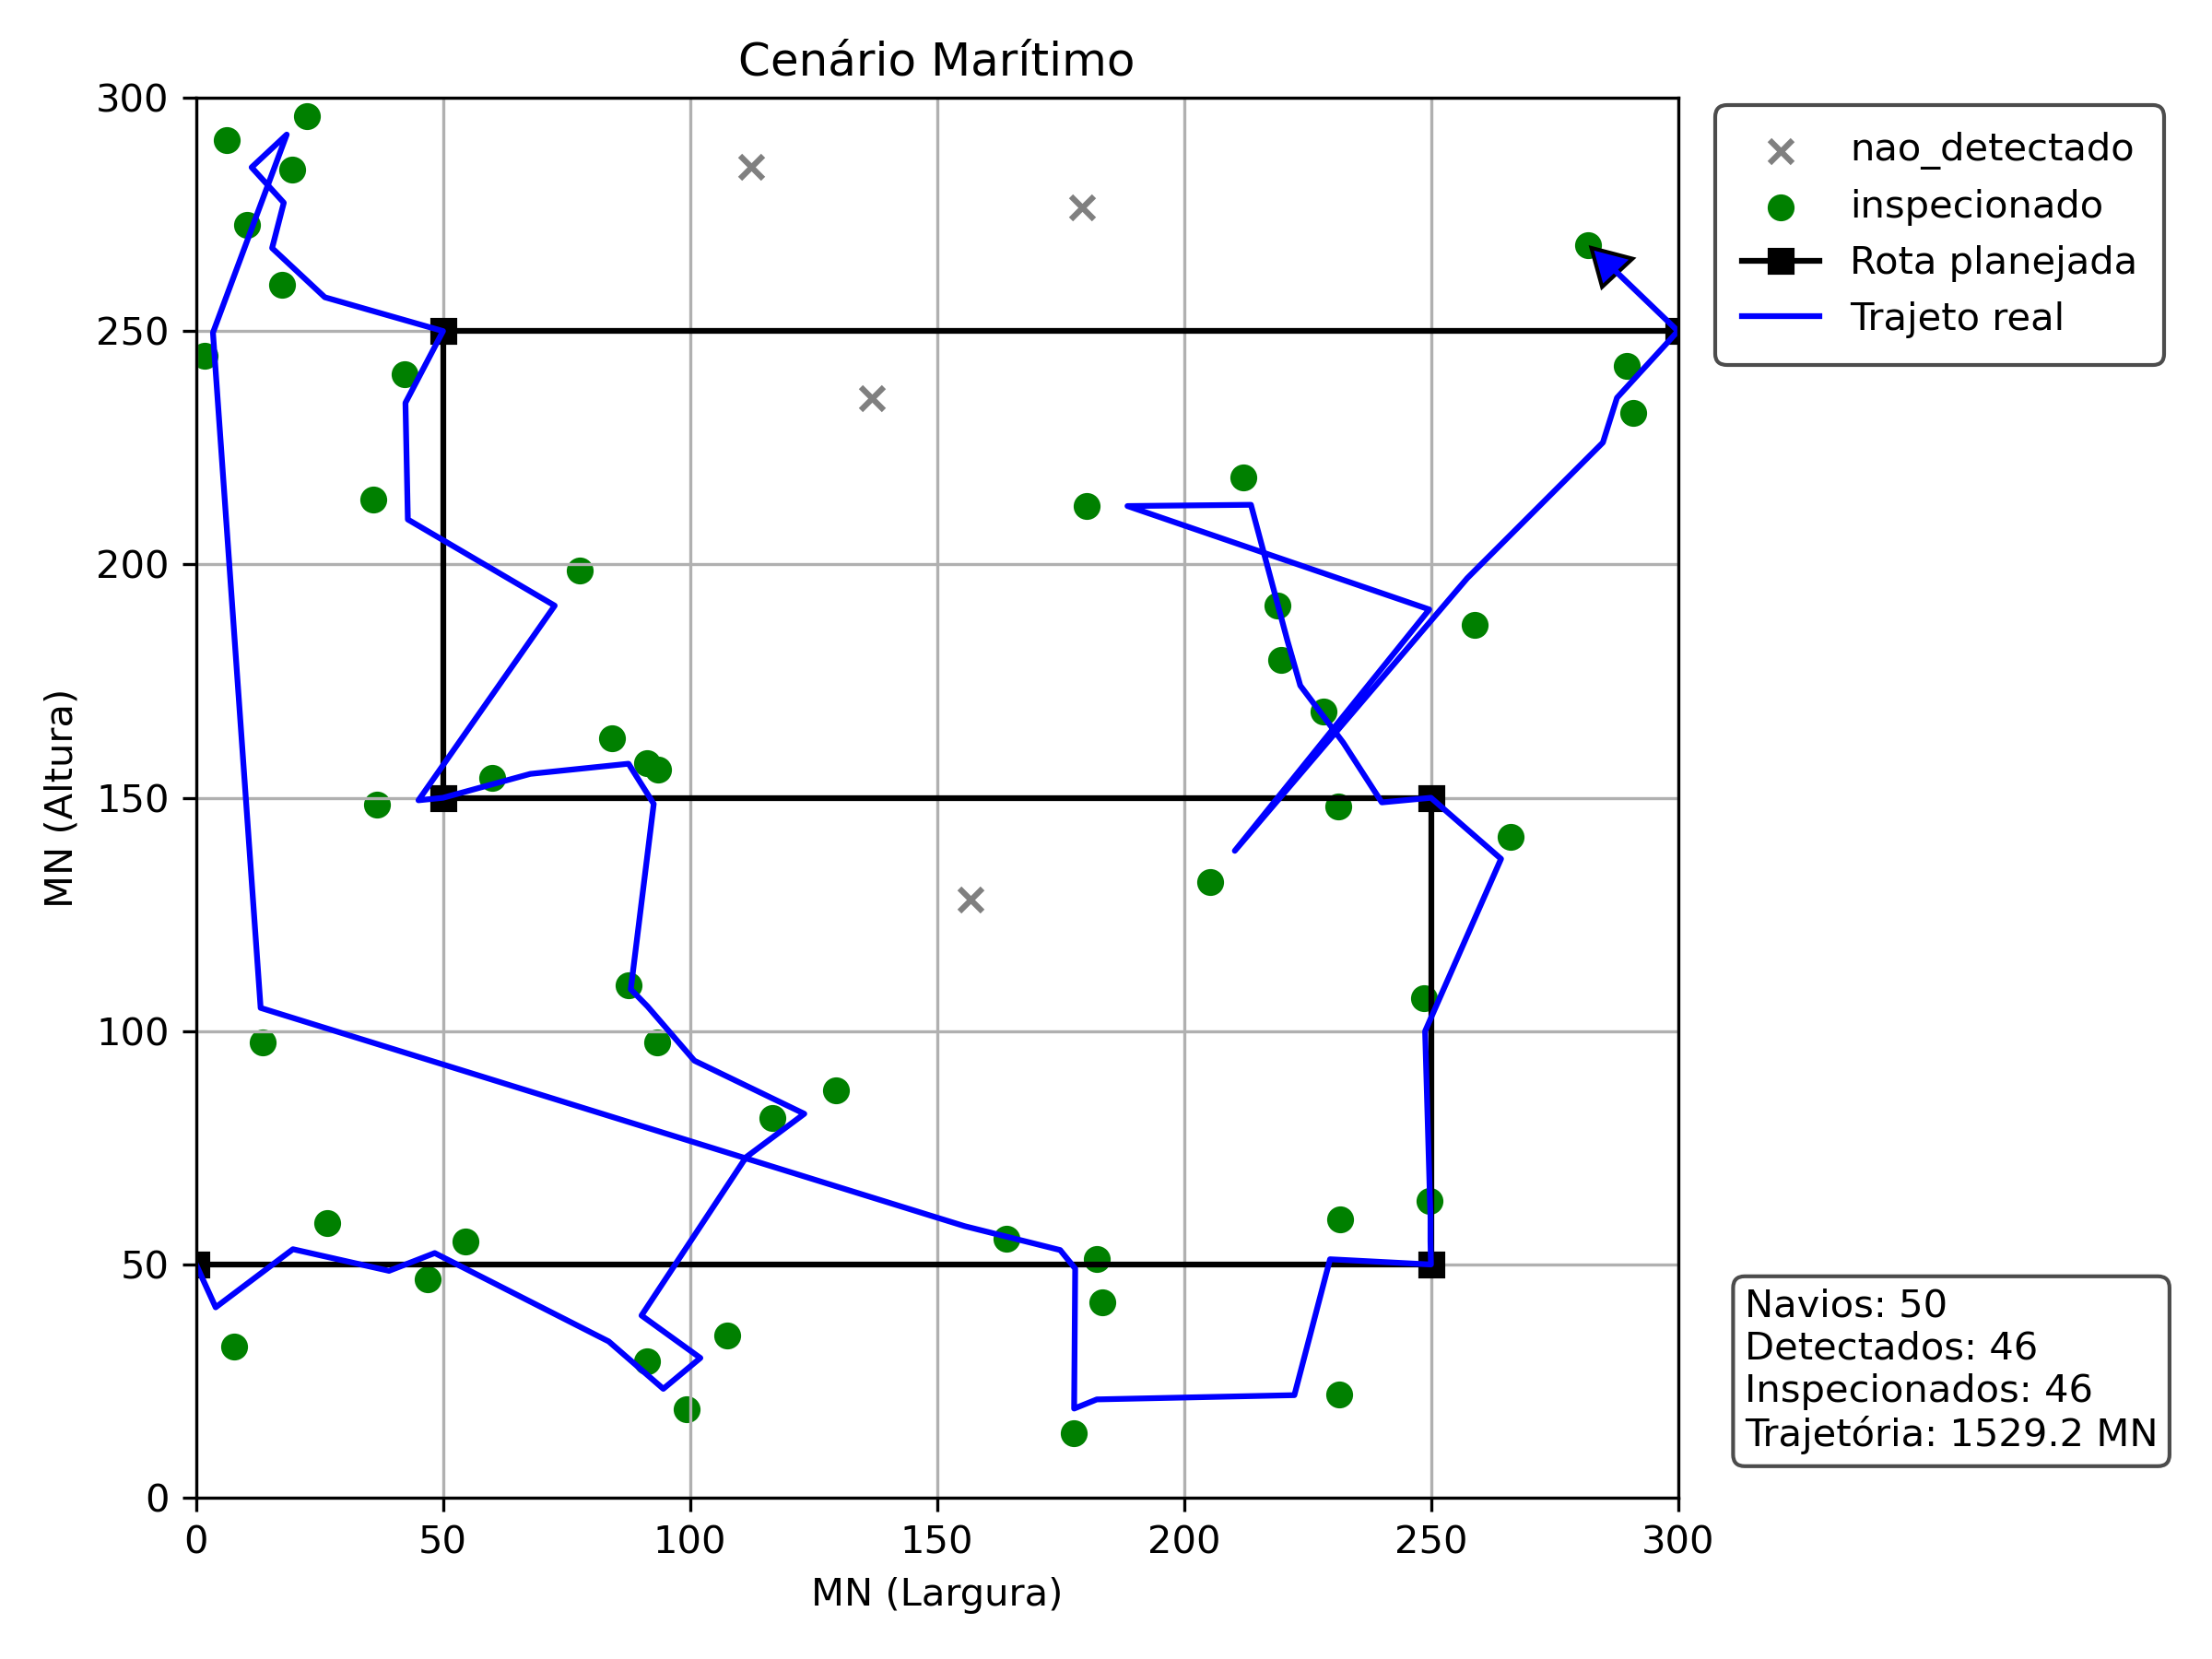 Cenário Marítimo
300
250
200
150
100
50
0
MN (Altura)
0 50 100 150 200 250 300
MN (Largura)
nao_detectado
inspecionado
Rota planejada
Trajeto real
Navios: 50
Detectados: 46
Inspecionados: 46
Trajetória: 1529.2 MN